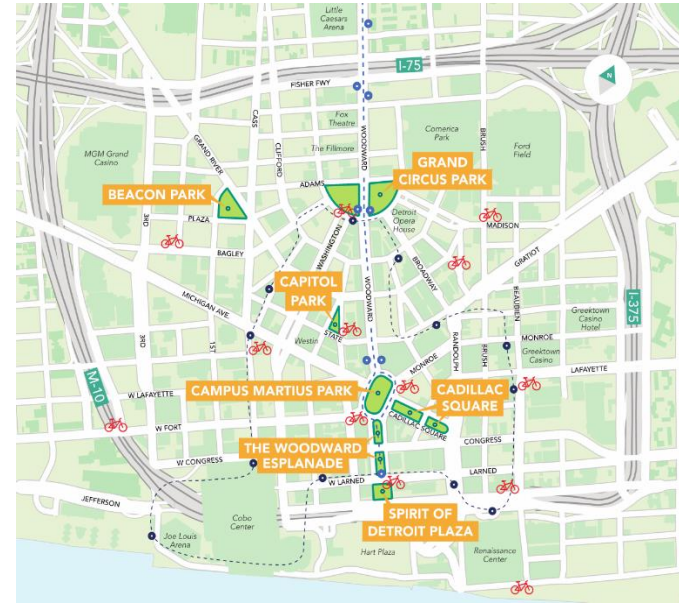 Little
Caesars
Arena
I-75
N
FISHER FWY
CASS
CLIFFORD
Fox
Theatre
The Fillmore
WOODWARD
Comerica
Park
BRUSH
Ford
Field
MGM Grand
Casino
GRAND RIVER
BEACON PARK
ADAMS
GRAND
CIRCUS PARK
3RD
PLAZA
Detroit
Opera
House
MADISON
BAGLEY
WASHINGTON
BROADWAY
GRATIOT
CAPITOL
PARK
MICHIGAN AVE.
WOODWARD
BEAUBIEN
I-375
Greektown
Casino
Hotel
3RD
1ST
Westin
STATE
MONROE
RANDOLPH
BRUSH
MONROE
Greektown
Casino
LAFAYETTE
M-10
W LAFAYETTE
CAMPUS MARTIUS PARK
CADILLAC
SQUARE
CADILLAC SQUARE
W FORT
CONGRESS
THE WOODWARD
ESPLANADE
W CONGRESS
LARNED
W LARNED
JEFFERSON
Cobo
Center
SPIRIT OF
DETROIT PLAZA
Joe Louis
Arena
Hart Plaza
Renaissance
Center